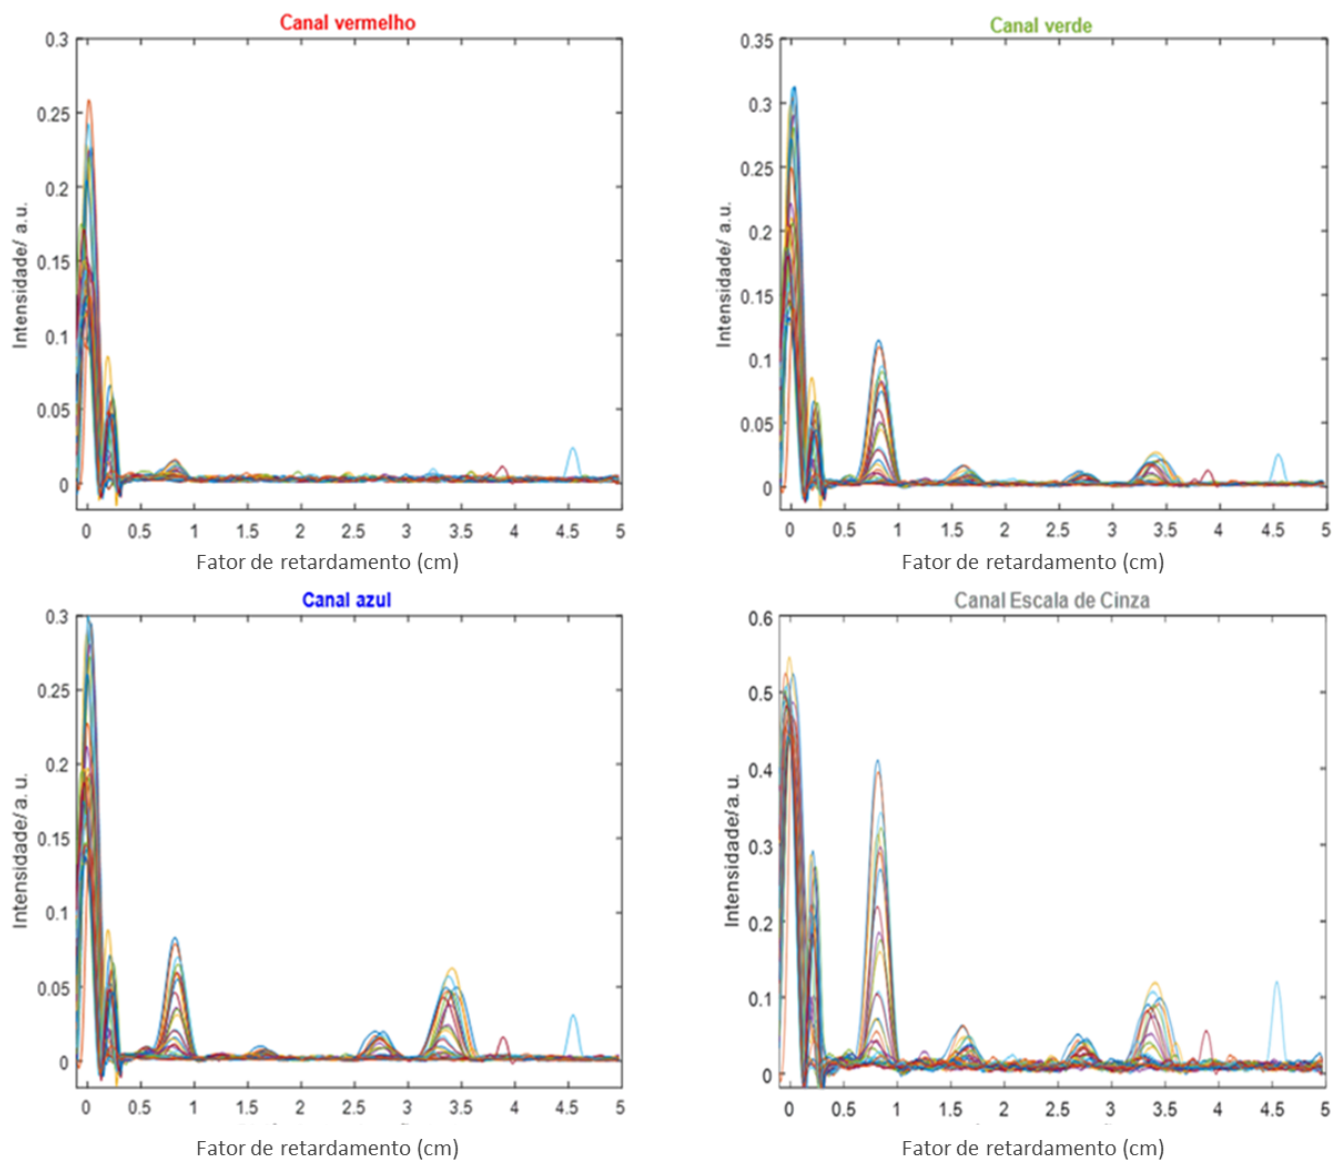 Canal vermelho
0.3
0.25
0.2
0.15
0.1
0.05
0
Intensidade/ a.u.
0 0.5 1 1.5 2 2.5 3 3.5 4 4.5 5
Fator de retardamento (cm)
Canal verde
0.35
0.3
0.25
0.2
0.15
0.1
0.05
0
Intensidade/ a.u.
0 0.5 1 1.5 2 2.5 3 3.5 4 4.5 5
Fator de retardamento (cm)
Canal azul
0.3
0.25
0.2
0.15
0.1
0.05
0
Intensidade/ a. u.
0 0.5 1 1.5 2 2.5 3 3.5 4 4.5 5
Fator de retardamento (cm)
Canal Escala de Cinza
0.6
0.5
0.4
0.3
0.2
0.1
0
Intensidade/a. u.
0 0.5 1 1.5 2 2.5 3 3.5 4 4.5 5
Fator de retardamento (cm)